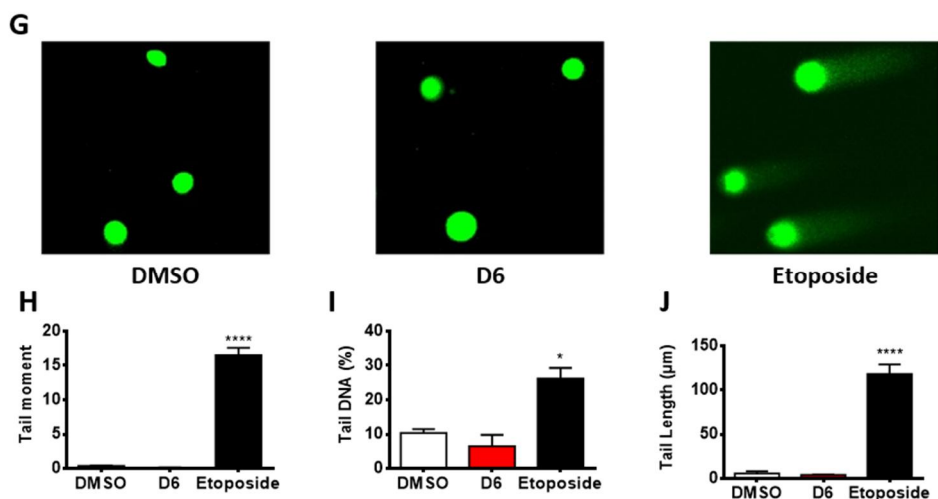 G
DMSO
D6
Etoposide
H
I
J
Tail moment
20
15
10
5
0
****
DMSO
D6
Etoposide
Tail DNA (%)
40
30
20
10
0
*
DMSO
D6
Etoposide
Tail Length (µm)
150
100
50
0
****
DMSO
D6
Etoposide